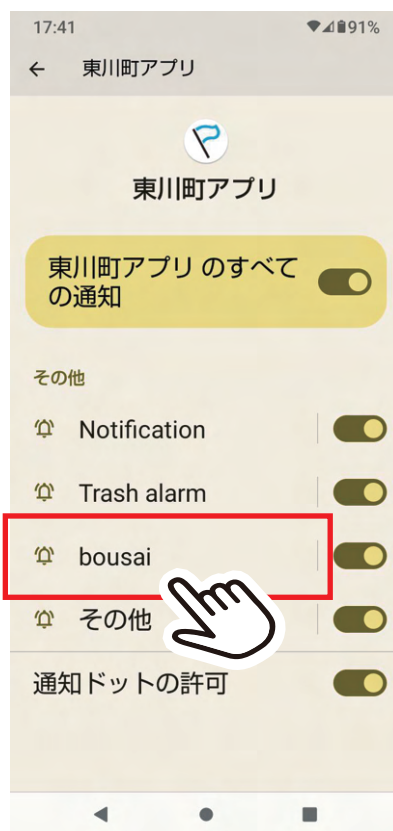 17:41 91%
東川町アプリ
東川町アプリ
東川町アプリ のすべて
の通知
その他
Notification
Trash alarm
bousai
その他
通知ドットの許可